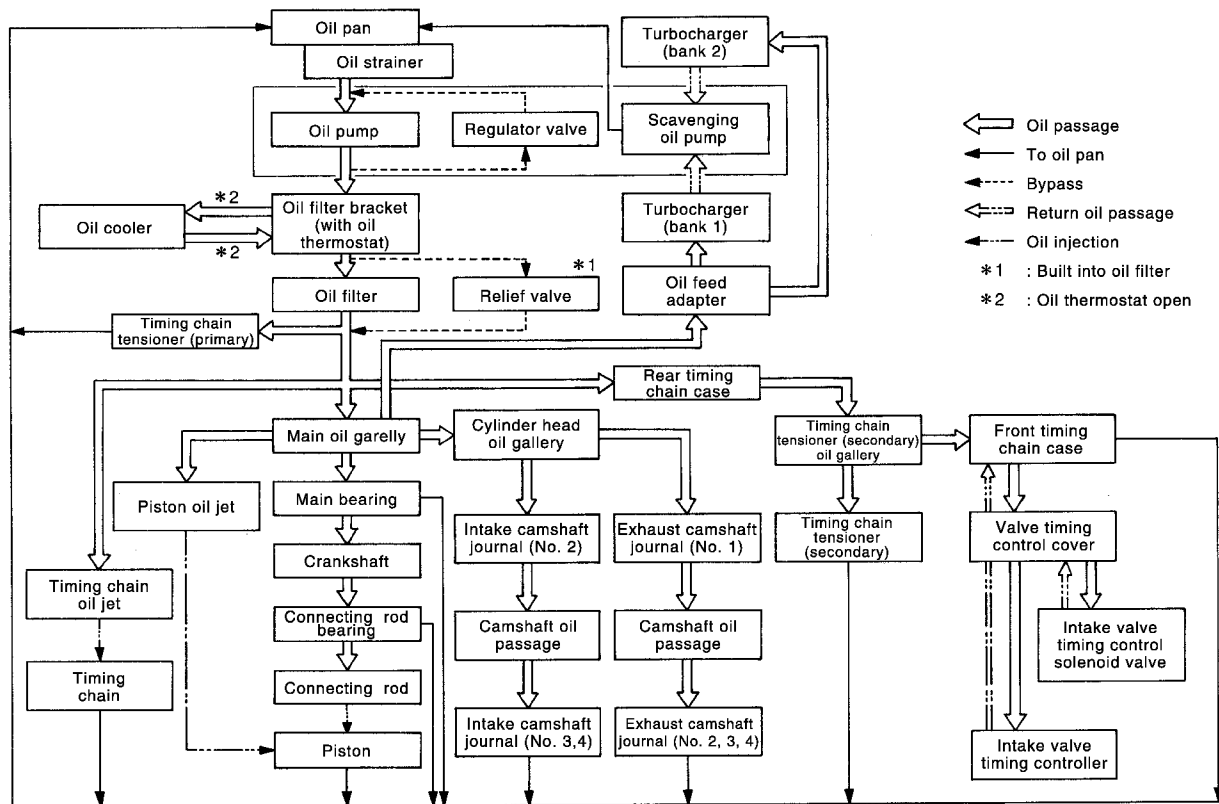 Oil pan
Oil strainer
Oil pump
Regulator valve
Turbocharger
(bank 2)
Scavenging
oil pump
Turbocharger
(bank 1)
Oil feed
adapter
Oil passage
To oil pan
Bypass
Return oil passage
Oil injection
*1 : Built into oil filter
*2 : Oil thermostat open
*2
Oil cooler
*2
Oil filter bracket
(with oil
thermostat)
*1
Oil filter
Relief valve
Timing chain
tensioner (primary)
Rear timing
chain case
Main oil garelly
Cylinder head
oil gallery
Timing chain
tensioner (secondary)
oil gallery
Front timing
chain case
Piston oil jet
Main bearing
Intake camshaft
journal (No. 2)
Exhaust camshaft
journal (No. 1)
Timing chain
tensioner
(secondary)
Valve timing
control cover
Crankshaft
Timing chain
oil jet
Connecting rod
bearing
Camshaft oil
passage
Camshaft oil
passage
Intake valve
timing control
solenoid valve
Timing
chain
Connecting rod
Intake camshaft
journal (No. 3,4)
Exhaust camshaft
journal (No. 2, 3, 4)
Piston
Intake valve
timing controller